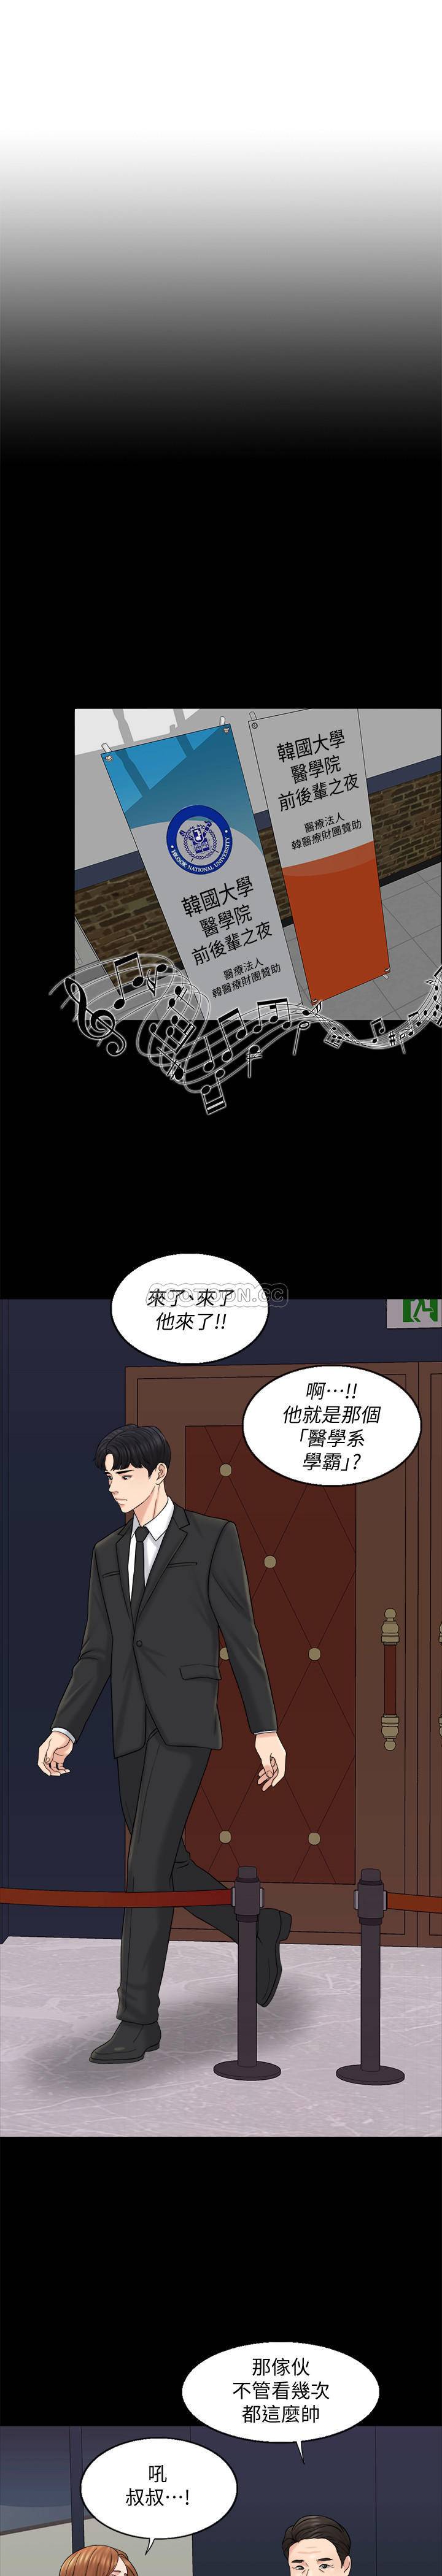 韓國大學
醫學院
前後輩之夜
醫療法人
韓醫療財團贊助
NATIONAL UNIVERSITY
韓國大學
醫學院
前後輩之夜
醫療法人
韓醫療財團贊助
來了、來了
他來了!!
啊⋯!!
他就是那個
「醫學系
學霸」?
那傢伙
不管看幾次
都這麼帥
吼
叔叔⋯!